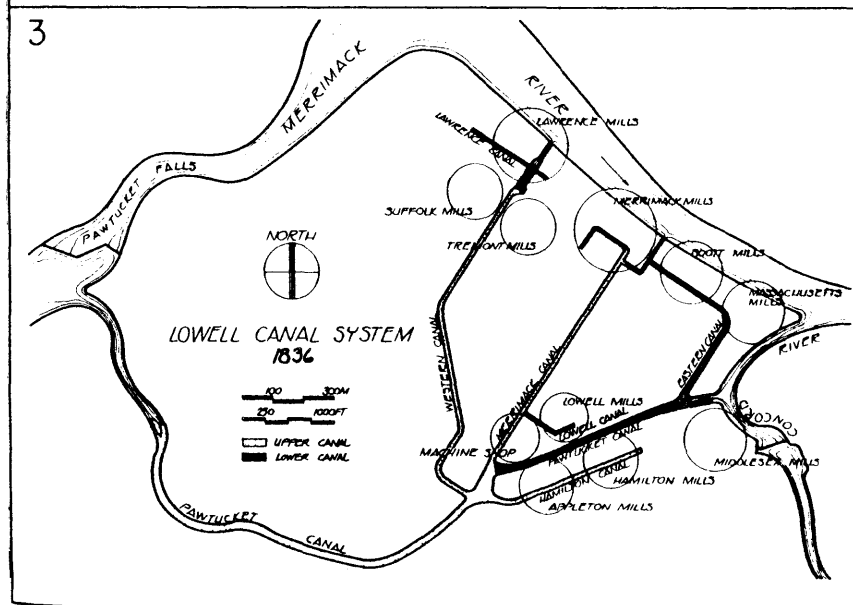 3
MERRIMACK
RIVER
LAWRENCE MILLS
LAWRENCE CANAL
PAWTUCKET FALLS
SUFFOLK MILLS
MERRIMACK MILLS
TREMONT MILLS
NORTH
BOOTT MILLS
MASSACHUSETTS
MILLS
LOWELL CANAL SYSTEM
1836
RIVER
WESTERN CANAL
MERRIMACK CANAL
EASTERN CANAL
100 300M
250 1000FT
LOWELL MILLS
LOWELL CANAL
CONCORD
UPPER CANAL
LOWER CANAL
MACHINE SHOP
PAWTUCKET CANAL
MIDDLESEX MILLS
HAMILTON CANAL
HAMILTON MILLS
APPLETON MILLS
PAWTUCKET
CANAL